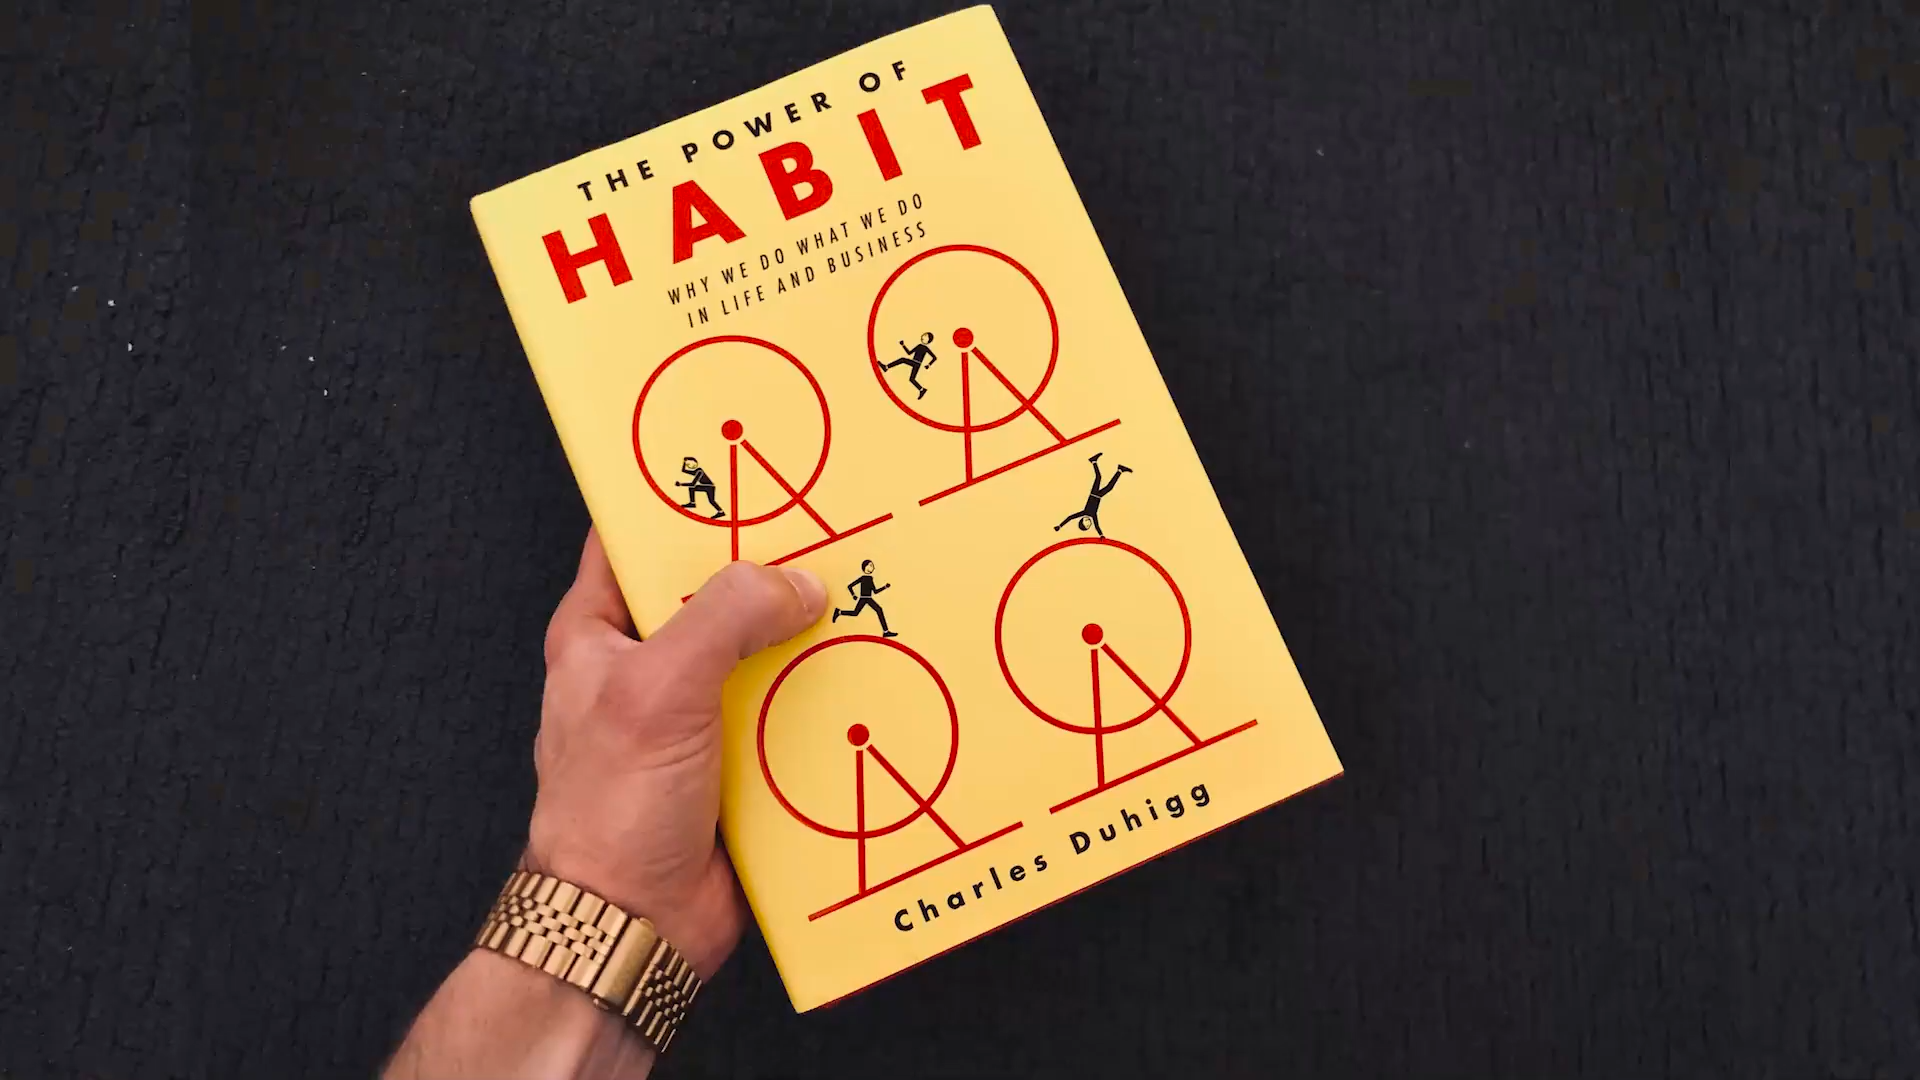 THE POWER OF
HABIT
WHY WE DO WHAT WE DO
IN LIFE AND BUSINESS
Charles Duhigg